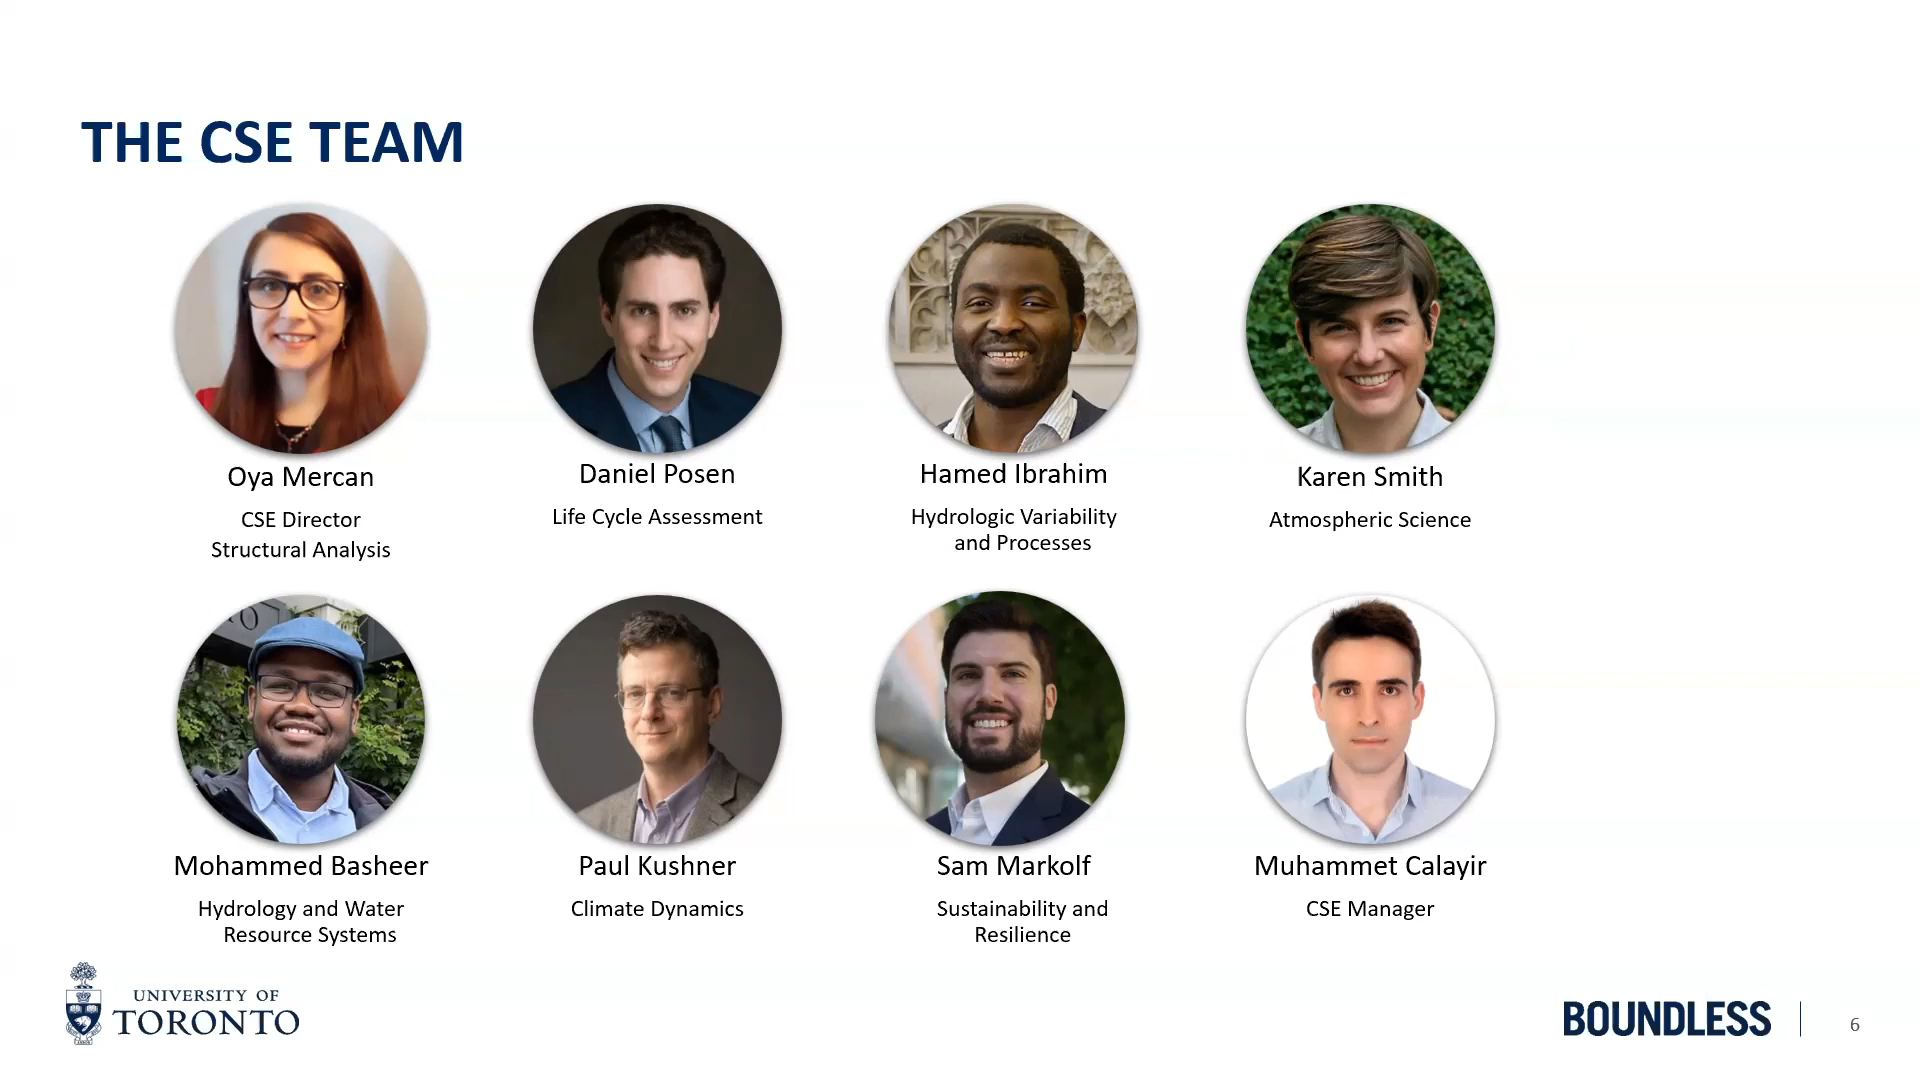 THE CSE TEAM
Oya Mercan
CSE Director
Structural Analysis
Daniel Posen
Life Cycle Assessment
Hamed Ibrahim
Hydrologic Variability
and Processes
Karen Smith
Atmospheric Science
Mohammed Basheer
Hydrology and Water
Resource Systems
Paul Kushner
Climate Dynamics
Sam Markolf
Sustainability and
Resilience
Muhammet Calayir
CSE Manager
UNIVERSITY OF
TORONTO
BOUNDLESS
6